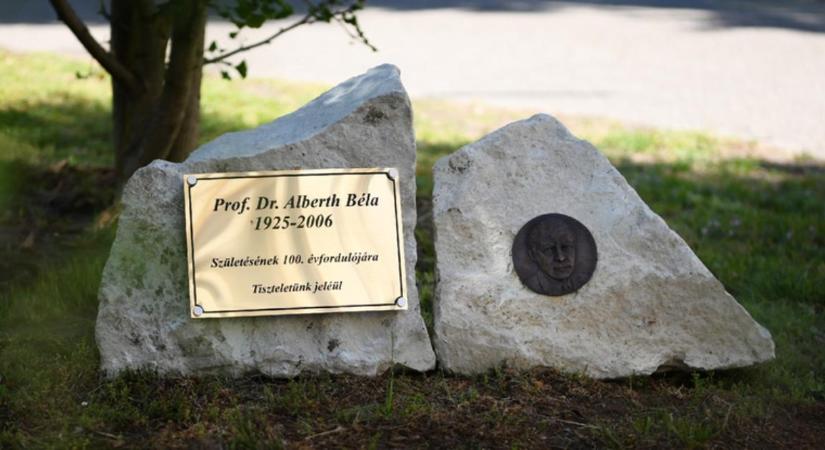 Prof. Dr. Alberth Béla
1925-2006
Születésének 100. évfordulójára
Tiszteletünk jeléül